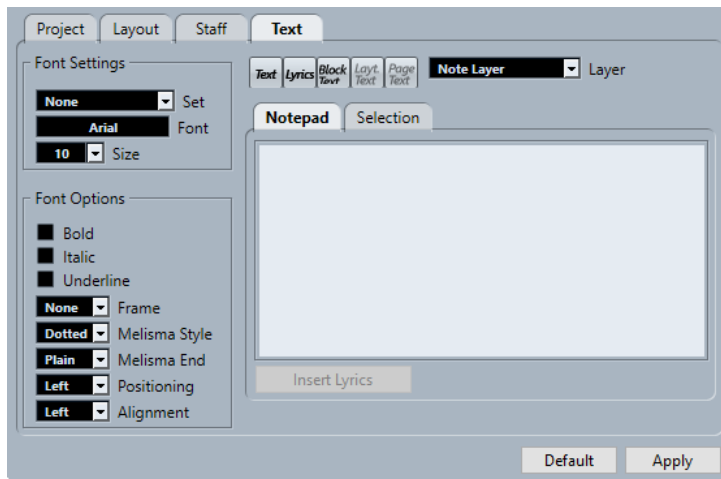 Project Layout Staff Text
Font Settings
None Set
Arial Font
10 Size
Font Options
Bold
Italic
Underline
None Frame
Dotted Melisma Style
Plain Melisma End
Left Positioning
Left Alignment
Text Lyrics Block Text Layt. Text Page Text Note Layer Layer
Notepad Selection
Insert Lyrics
Default Apply